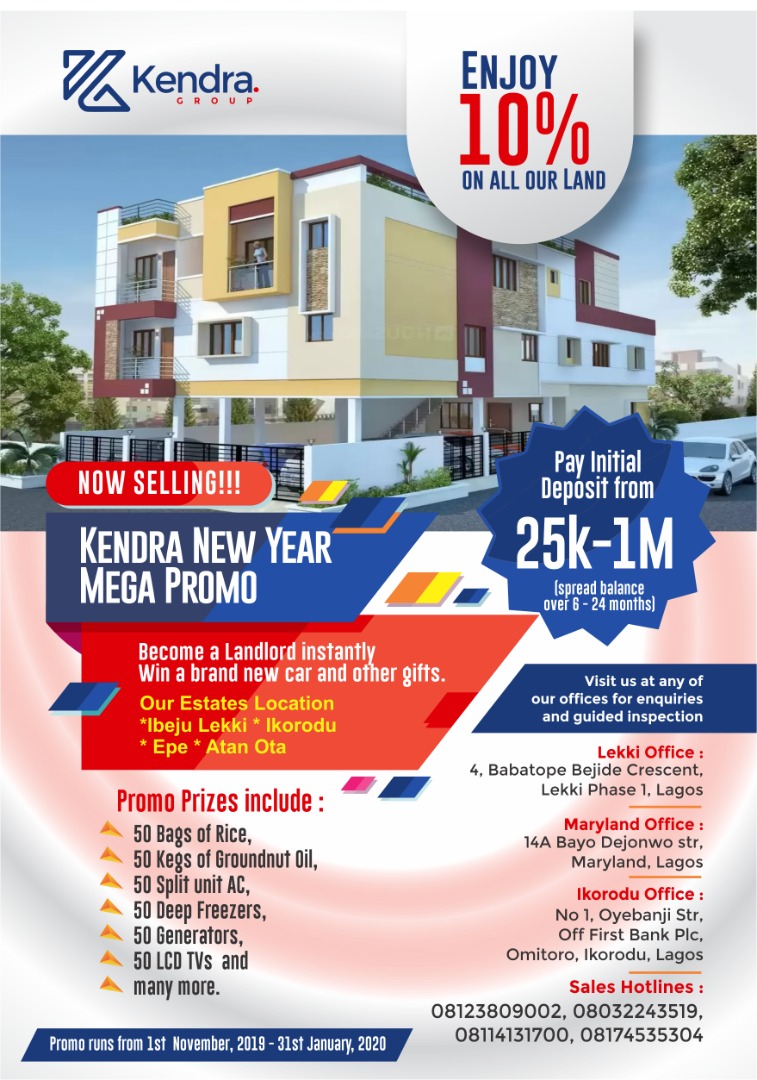 Kendra.
GROUP
ENJOY
10%
ON ALL OUR LAND
NOW SELLING!!!
KENDRA NEW YEAR
MEGA PROMO
Pay Initial
Deposit from
25k-1M
(spread balance
over 6 - 24 months)
Become a Landlord instantly
Win a brand new car and other gifts.
Our Estates Location
*Ibeju Lekki * Ikorodu
* Epe * Atan Ota
Visit us at any of
our offices for enquiries
and guided inspection
Promo Prizes include :
50 Bags of Rice,
50 Kegs of Groundnut Oil,
50 Split unit AC,
50 Deep Freezers,
50 Generators,
50 LCD TVs and
many more.
Lekki Office :
4, Babatope Bejide Crescent,
Lekki Phase 1, Lagos
Maryland Office :
14A Bayo Dejonwo str,
Maryland, Lagos
Ikorodu Office :
No 1, Oyebanji Str,
Off First Bank Plc,
Omitoro, Ikorodu, Lagos
Sales Hotlines :
08123809002, 08032243519,
08114131700, 08174535304
Promo runs from 1st November, 2019 - 31st January, 2020